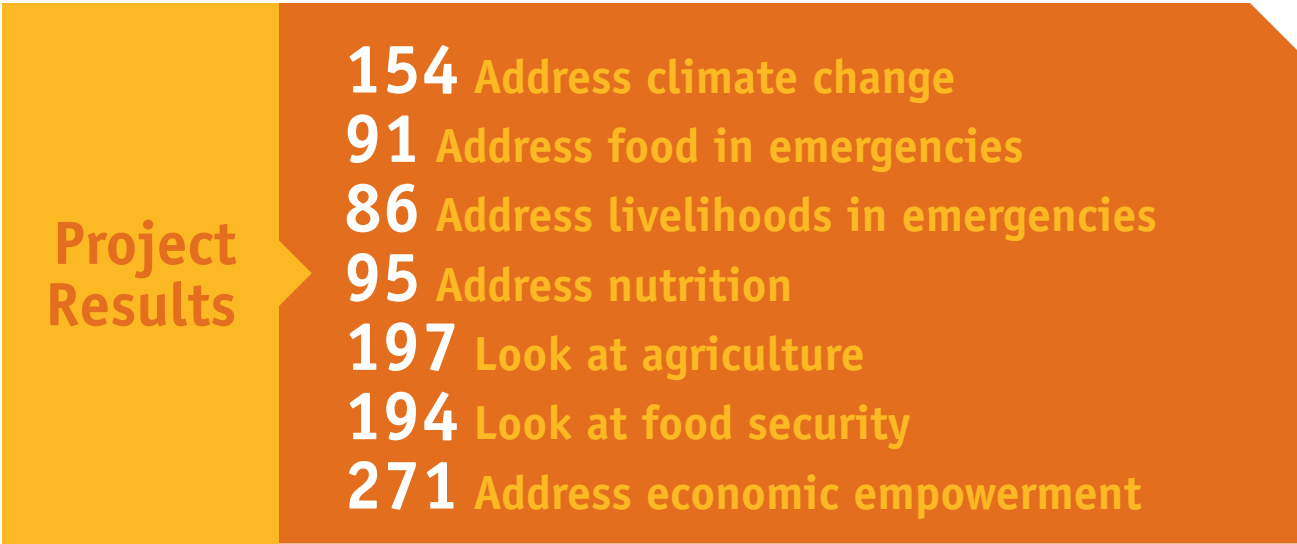 Project
Results
154 Address climate change
91 Address food in emergencies
86 Address livelihoods in emergencies
95 Address nutrition
197 Look at agriculture
194 Look at food security
271 Address economic empowerment